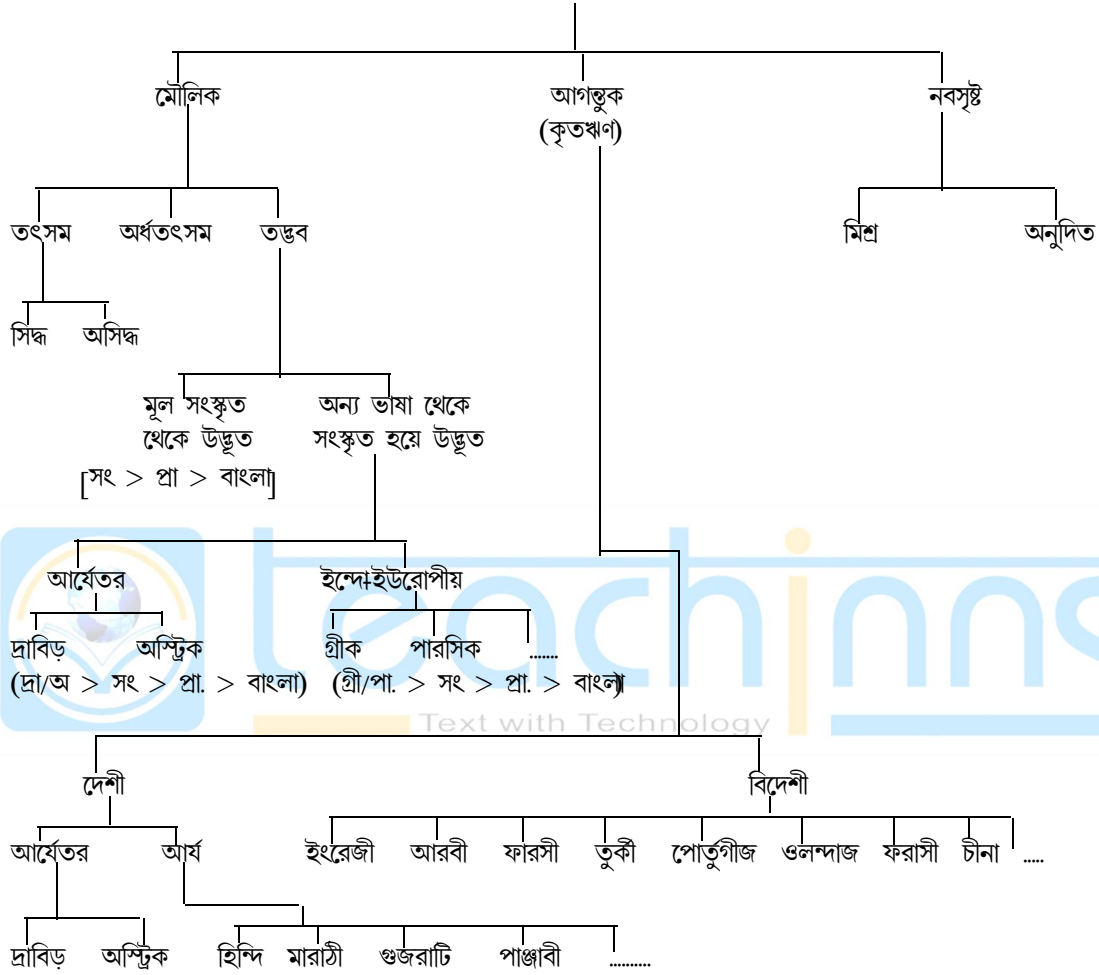 মৌলিক আগন্তুক নবসৃষ্ট
(কৃতঋণ)
তৎসম অর্ধতৎসম তদ্ভব মিশ্র অনুদিত
সিদ্ধ অসিদ্ধ
মূল সংস্কৃত অন্য ভাষা থেকে
থেকে উদ্ভূত সংস্কৃত হয়ে উদ্ভূত
[সং > প্রা > বাংলা]
আর্যেতর ইন্দো-ইউরোপীয়
দ্রাবিড় অস্ট্রিক গ্রীক পারসিক .......
(দ্রা/অ > সং > প্রা. > বাংলা) (গ্রী/পা. > সং > প্রা. > বাংলা)
teachinns
Text with Technology
দেশী বিদেশী
আর্যেতর আর্য ইংরেজী আরবী ফারসী তুর্কী পোর্তুগীজ ওলন্দাজ ফরাসী চীনা .....
দ্রাবিড় অস্ট্রিক হিন্দি মারাঠী গুজরাটি পাঞ্জাবী ..........